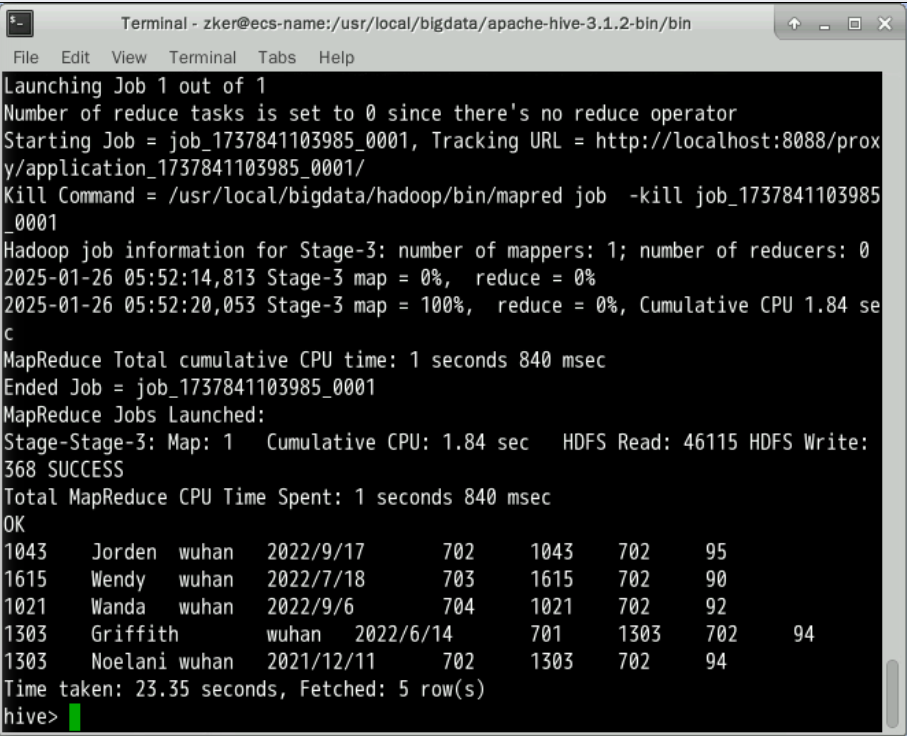 Terminal - zker@ecs-name:/usr/local/bigdata/apache-hive-3.1.2-bin/bin
File Edit View Terminal Tabs Help
Launching Job 1 out of 1
Number of reduce tasks is set to 0 since there's no reduce operator
Starting Job = job_1737841103985_0001, Tracking URL = http://localhost:8088/prox
y/application_1737841103985_0001/
Kill Command = /usr/local/bigdata/hadoop/bin/mapred job  -kill job_1737841103985
_0001
Hadoop job information for Stage-3: number of mappers: 1; number of reducers: 0
2025-01-26 05:52:14,813 Stage-3 map = 0%,  reduce = 0%
2025-01-26 05:52:20,053 Stage-3 map = 100%,  reduce = 0%, Cumulative CPU 1.84 se
c
MapReduce Total cumulative CPU time: 1 seconds 840 msec
Ended Job = job_1737841103985_0001
MapReduce Jobs Launched:
Stage-Stage-3: Map: 1   Cumulative CPU: 1.84 sec   HDFS Read: 46115 HDFS Write:
368 SUCCESS
Total MapReduce CPU Time Spent: 1 seconds 840 msec
OK
1043	Jorden	wuhan	2022/9/17	702	1043	702	95
1615	Wendy	wuhan	2022/7/18	703	1615	702	90
1021	Wanda	wuhan	2022/9/6	704	1021	702	92
1303	Griffith	wuhan	2022/6/14	701	1303	702	94
1303	Noelani	wuhan	2021/12/11	702	1303	702	94
Time taken: 23.35 seconds, Fetched: 5 row(s)
hive>